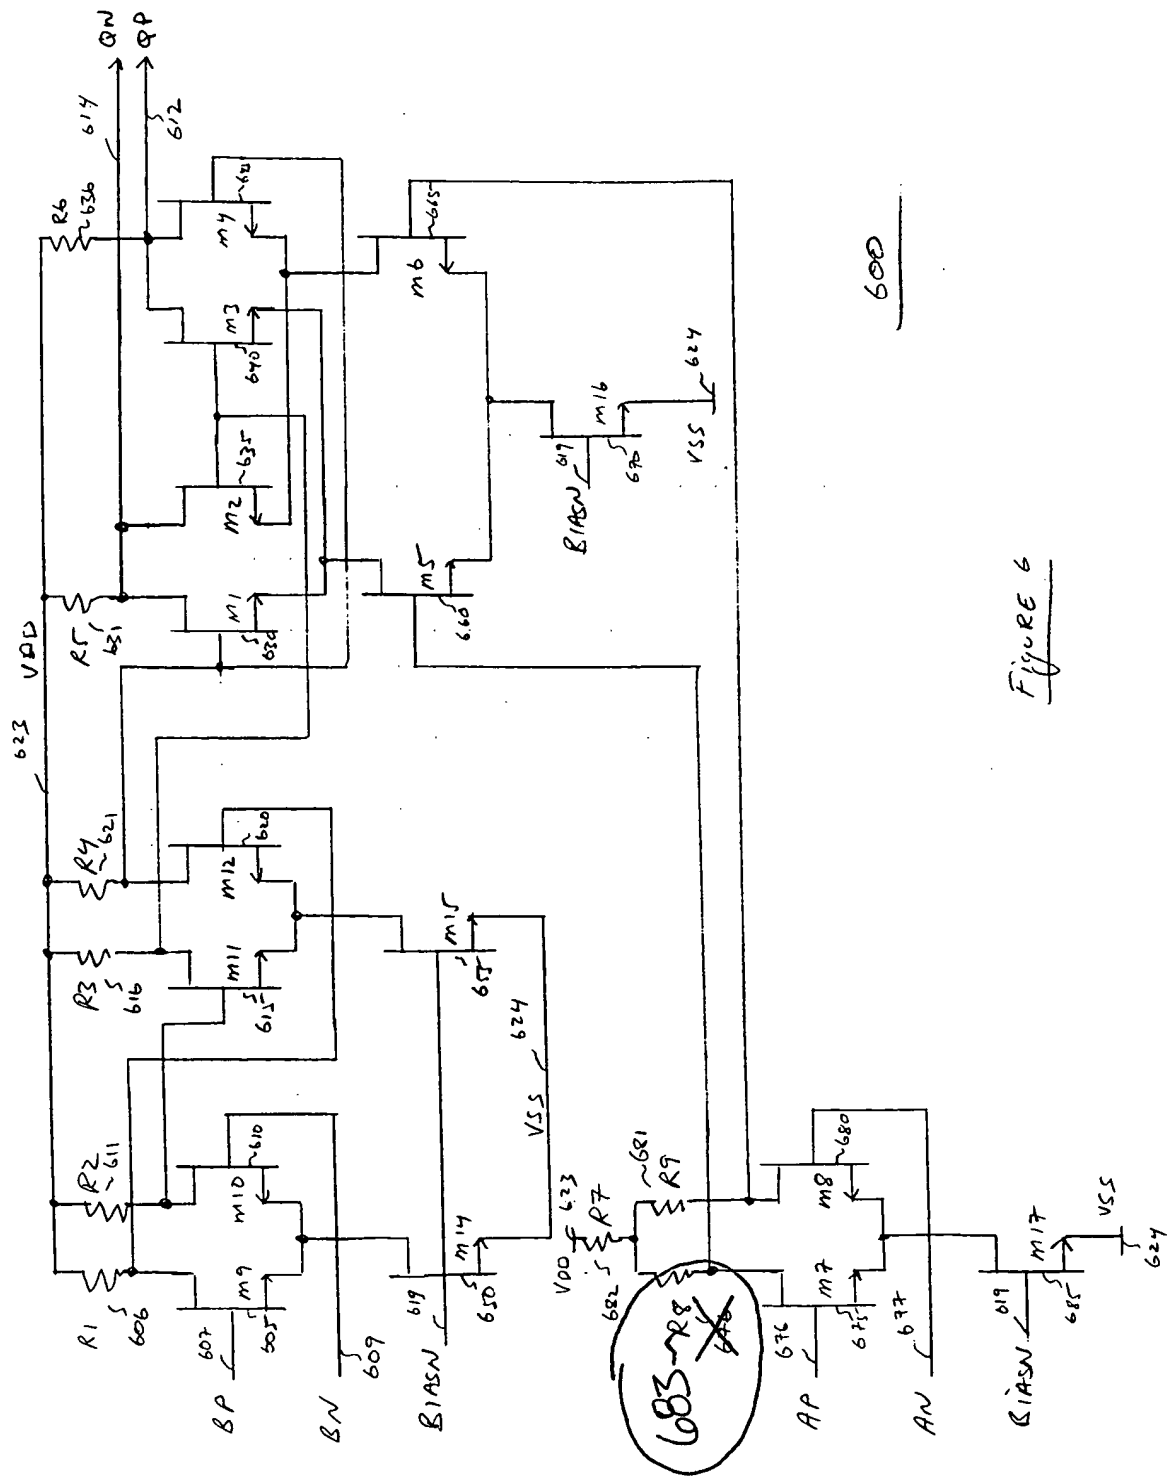 QN
QP
614
612
R6
636
M4
641
M3
640
M2
635
M1
630
R5
631
VDD
623
M6
665
M5
660
BIASN
619
M16
670
VSS
624
600
FIGURE 6
R4
621
R3
616
M12
620
M11
615
M15
655
VSS
624
R2
611
R1
606
M10
610
M9
605
BP
607
BN
609
BIASN
619
M14
650
VDD
623
R7
682
R9
681
683
R8
M8
680
M7
675
AP
676
AN
677
BIASN
619
M17
685
VSS
624